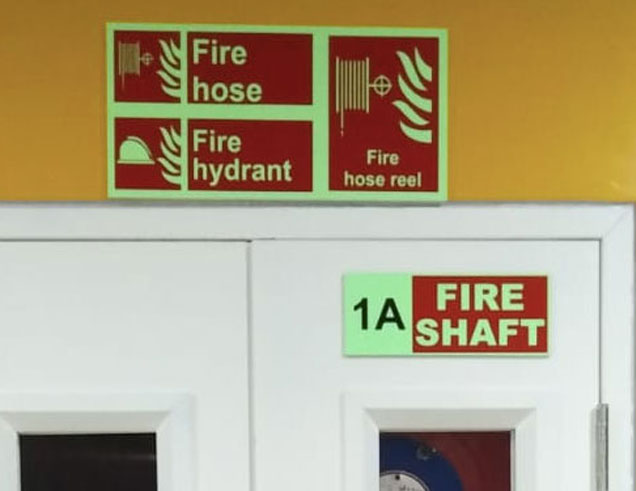 Fire
hose
Fire
hydrant
Fire
hose reel
1A
FIRE
SHAFT